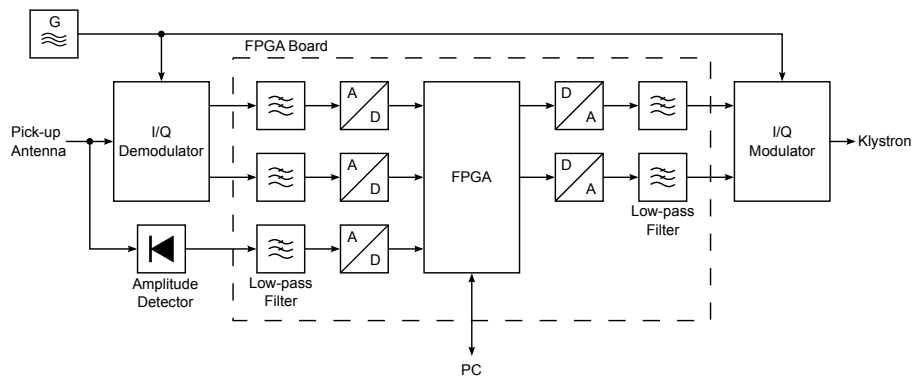 G
FPGA Board
A
D
D
A
Pick-up
Antenna
I/Q
Demodulator
I/Q
Modulator
Klystron
A
D
FPGA
D
A
A
D
Low-pass
Filter
Amplitude
Detector
Low-pass
Filter
PC